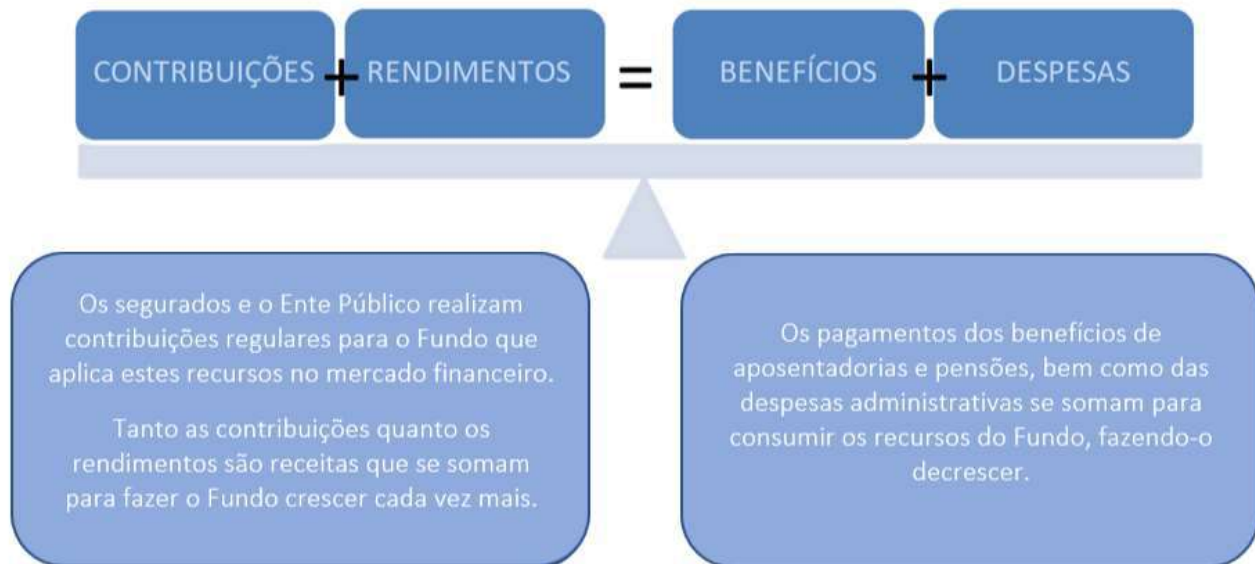 CONTRIBUIÇÕES + RENDIMENTOS = BENEFÍCIOS + DESPESAS
Os segurados e o Ente Público realizam
contribuições regulares para o Fundo que
aplica estes recursos no mercado financeiro.
Tanto as contribuições quanto os
rendimentos são receitas que se somam
para fazer o Fundo crescer cada vez mais.
Os pagamentos dos benefícios de
aposentadorias e pensões, bem como das
despesas administrativas se somam para
consumir os recursos do Fundo, fazendo-o
decrescer.